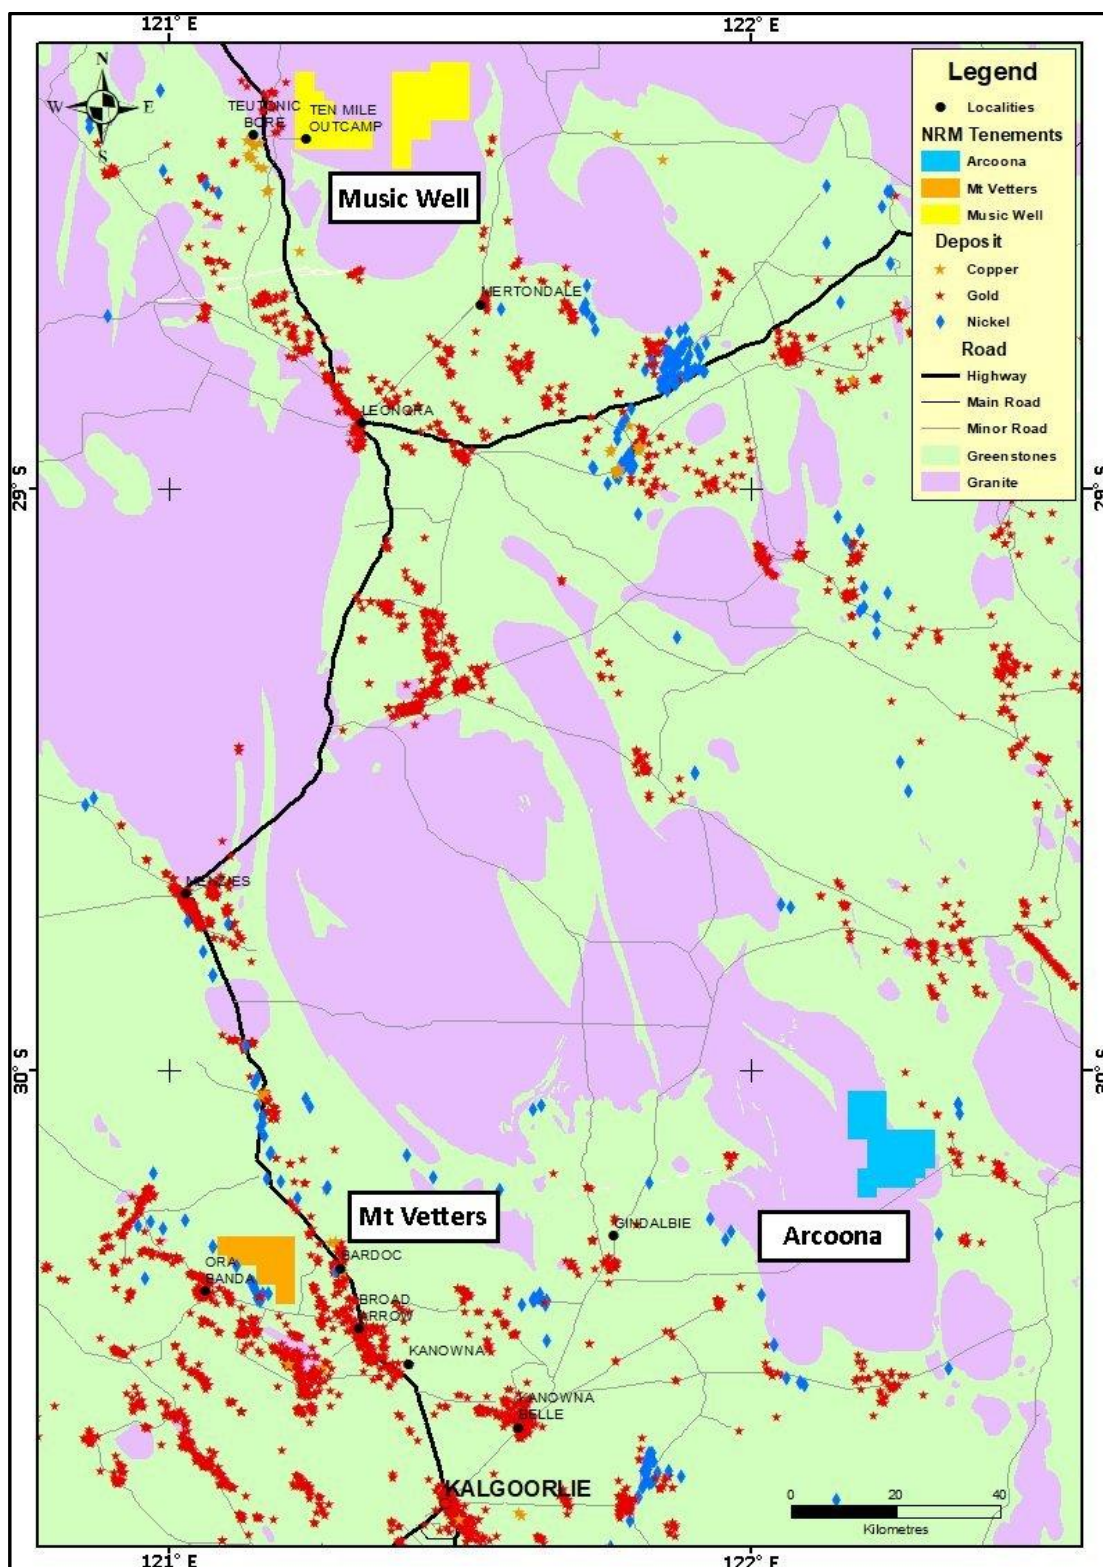 121° E
122° E
N
W
E
S
TEUTONIC
BORE
TEN MILE
OUTCAMP
Music Well
MERTONDALE
LEONORA
29° S
29° S
Legend
Localities
NRM Tenements
Arcoona
Mt Vetters
Music Well
Deposit
Copper
Gold
Nickel
Road
Highway
Main Road
Minor Road
Greenstones
Granite
MENZIES
30° S
30° S
Mt Vetters
GINDALBIE
Arcoona
ORA
BANDA
BARDOC
BROAD
ARROW
KANOWNA
KANOWNA
BELLE
KALGOORLIE
0
20
40
Kilometres
121° E
122° E